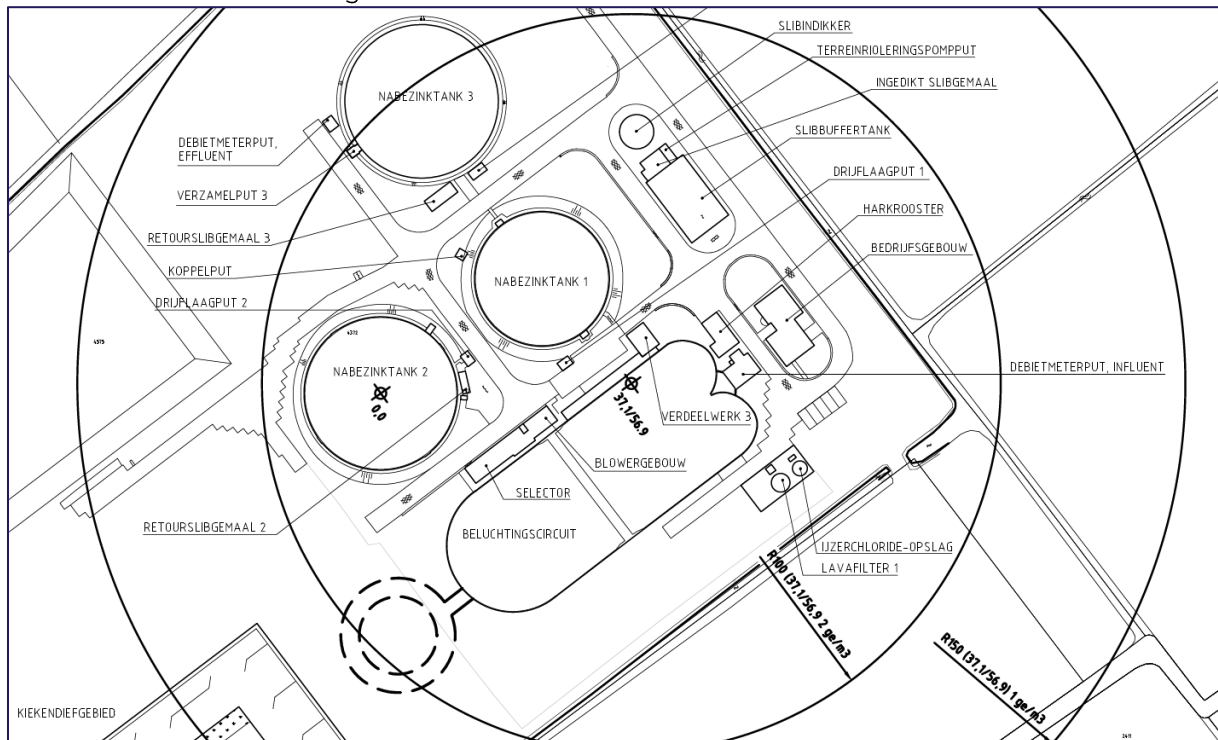 SLIBINDIKKER
TERREINRIOLERINGSPOMPPUT
INGEDIKT SLIBGEMAAL
SLIBBUFFERTANK
DRIJFLAAGPUT 1
HARKROOSTER
BEDRIJFSGEBOUW
NABEZINKTANK 3
DEBIETMETERPUT,
EFFLUENT
VERZAMELPUT 3
RETOURSLIBGEMAAL 3
KOPPELPUT
DRIJFLAAGPUT 2
NABEZINKTANK 1
4372
4375
NABEZINKTANK 2
0.0
37,1/56.9
DEBIETMETERPUT, INFLUENT
VERDEELWERK 3
BLOWERGEBOUW
SELECTOR
RETOURSLIBGEMAAL 2
BELUCHTINGSCIRCUIT
IJZERCHLORIDE-OPSLAG
LAVAFILTER 1
R100 (37,1/56,9 2 ge/m3
R150 (37,1/56,9) 1 ge/m3
KIEKENDIEFGEBIED